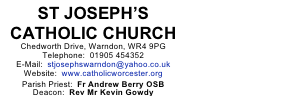 ST JOSEPH'S
CATHOLIC CHURCH
Chedworth Drive, Warndon, WR4 9PG
Telephone: 01905 454352
E-Mail: stjosephswarndon@yahoo.co.uk
Website: www.catholicworcester.org
Parish Priest: Fr Andrew Berry OSB
Deacon: Rev Mr Kevin Gowdy